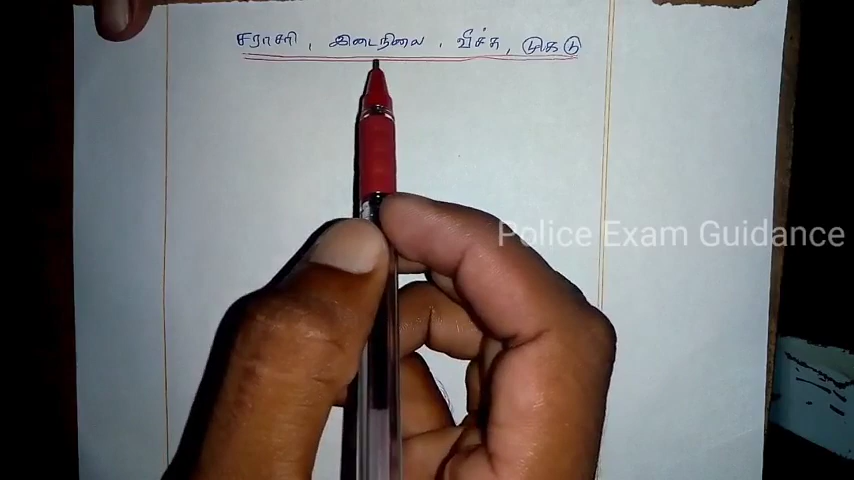 சராசரி, இடைநிலை, வீச்சு, முகடு
Police Exam Guidance